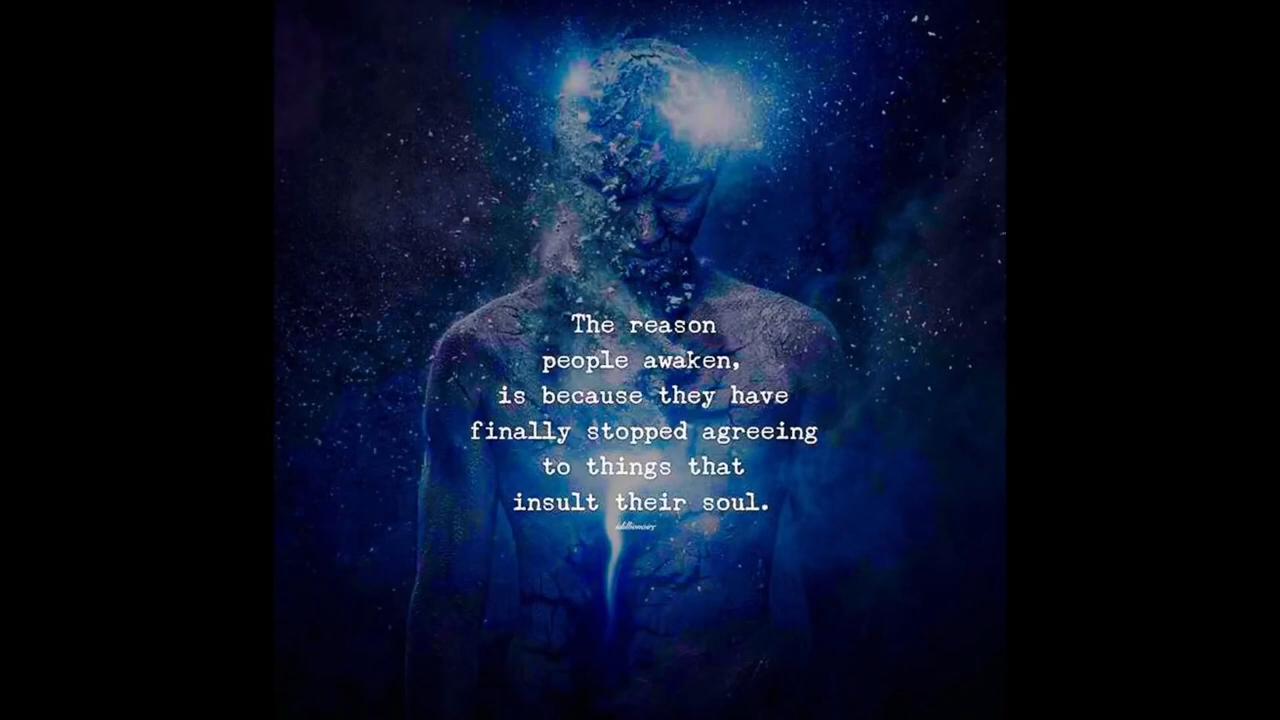 The reason
people awaken,
is because they have
finally stopped agreeing
to things that
insult their soul.